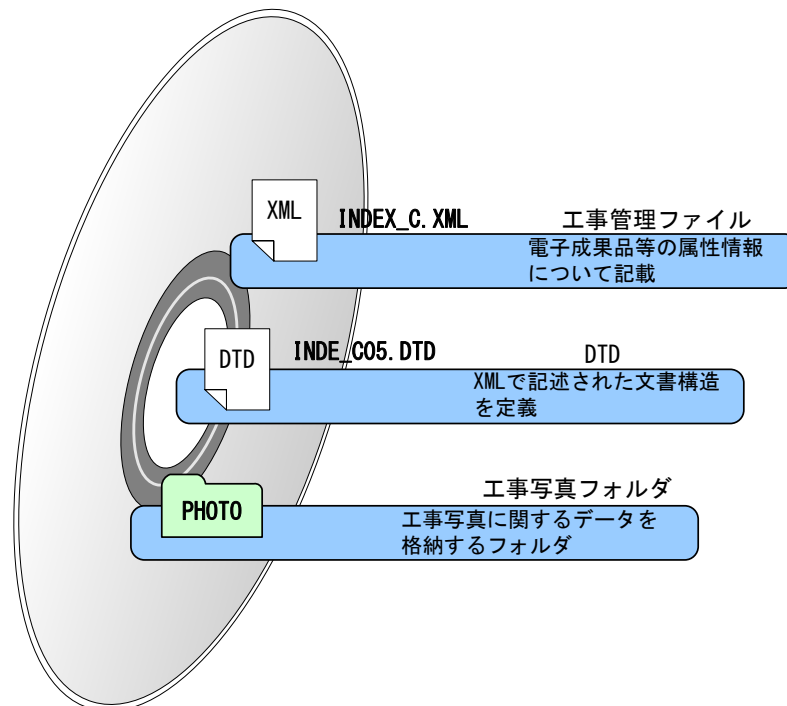 XML
INDEX_C.XML
工事管理ファイル
電子成果品等の属性情報
について記載
DTD
INDE_C05.DTD
DTD
XMLで記述された文書構造
を定義
PHOTO
工事写真フォルダ
工事写真に関するデータを
格納するフォルダ